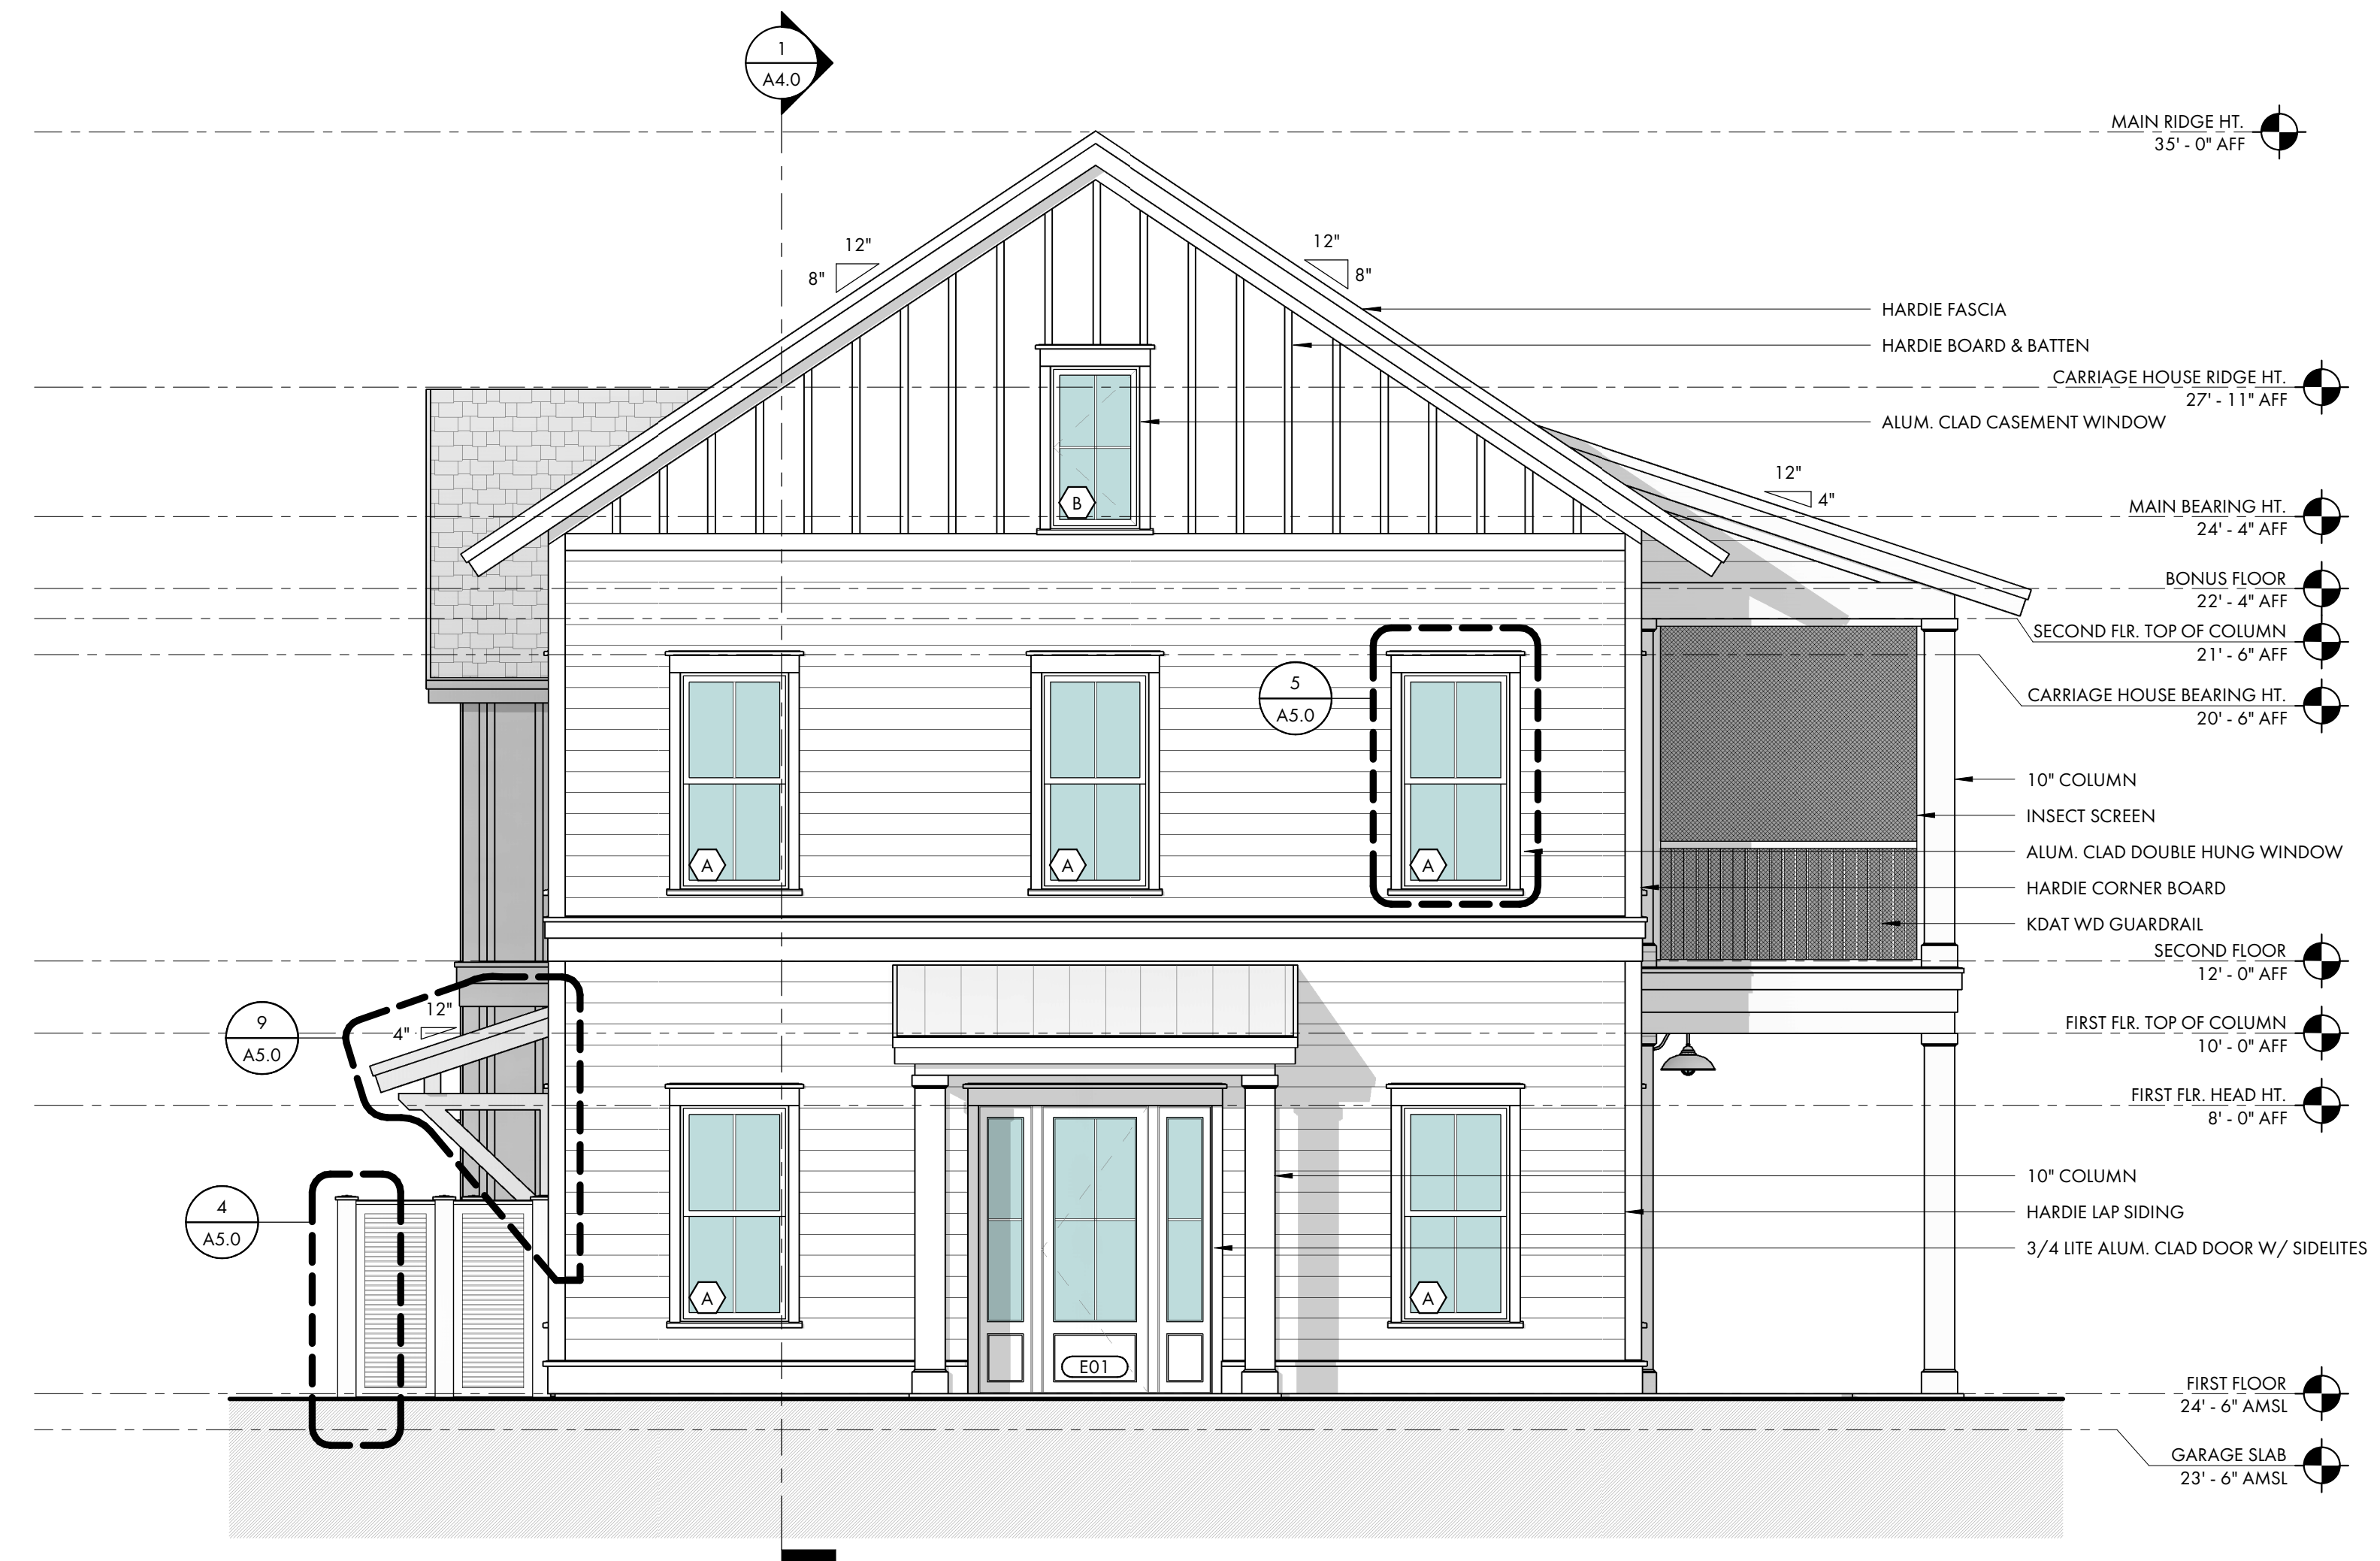 1
A4.0
MAIN RIDGE HT.
35' - 0" AFF
12"
8"
12"
8"
HARDIE FASCIA
HARDIE BOARD & BATTEN
CARRIAGE HOUSE RIDGE HT.
27' - 11" AFF
ALUM. CLAD CASEMENT WINDOW
12"
4"
B
MAIN BEARING HT.
24' - 4" AFF
BONUS FLOOR
22' - 4" AFF
SECOND FLR. TOP OF COLUMN
21' - 6" AFF
5
A5.0
CARRIAGE HOUSE BEARING HT.
20' - 6" AFF
10" COLUMN
INSECT SCREEN
ALUM. CLAD DOUBLE HUNG WINDOW
A
A
A
HARDIE CORNER BOARD
KDAT WD GUARDRAIL
SECOND FLOOR
12' - 0" AFF
12"
4"
9
A5.0
FIRST FLR. TOP OF COLUMN
10' - 0" AFF
FIRST FLR. HEAD HT.
8' - 0" AFF
10" COLUMN
4
A5.0
HARDIE LAP SIDING
3/4 LITE ALUM. CLAD DOOR W/ SIDELITES
A
A
E01
FIRST FLOOR
24' - 6" AMSL
GARAGE SLAB
23' - 6" AMSL